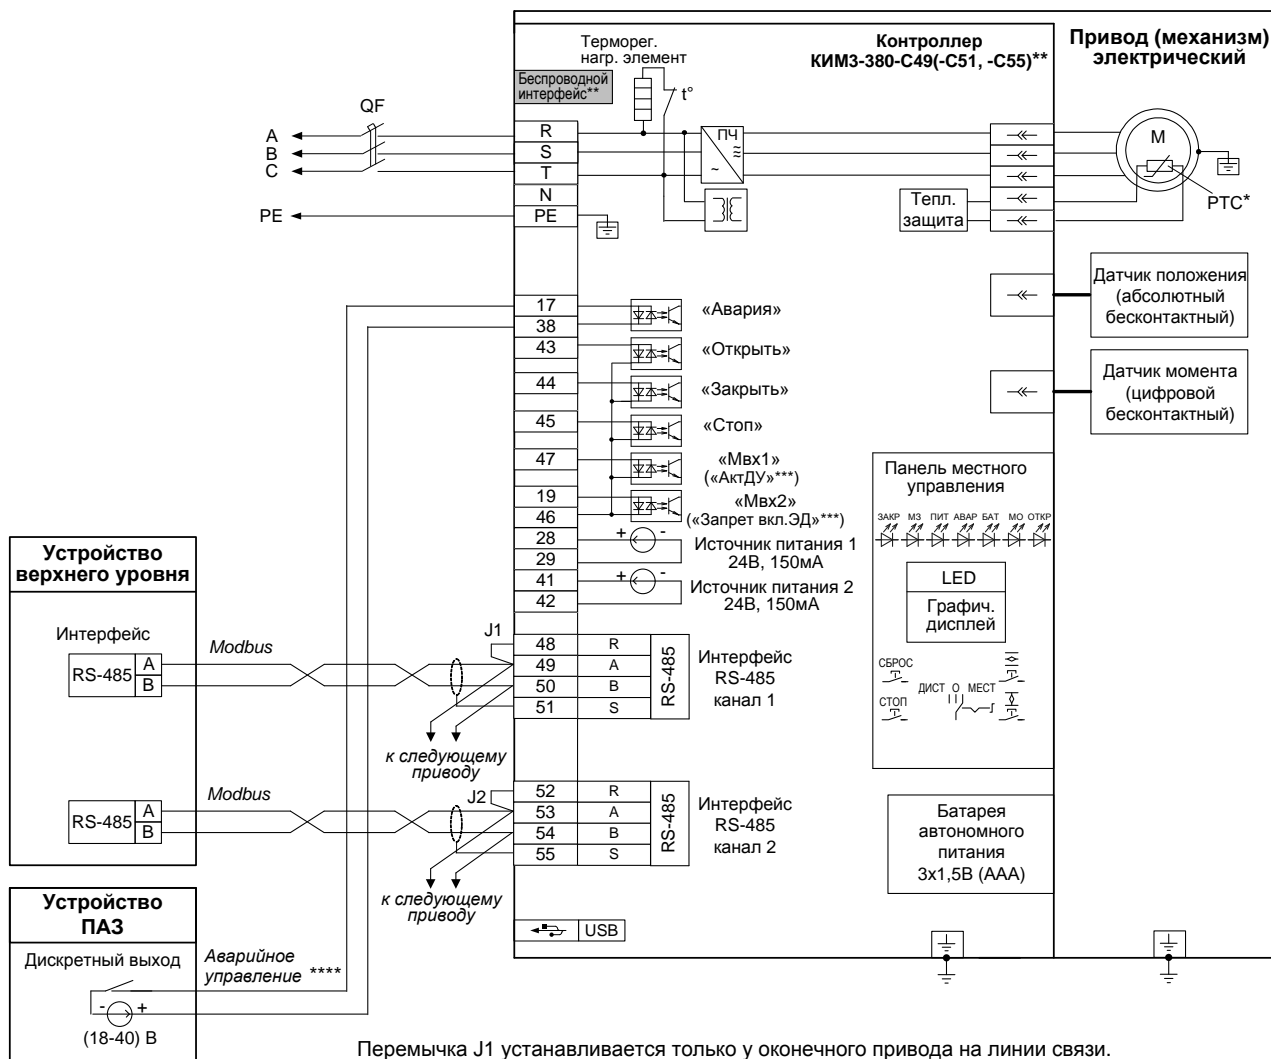 Терморег.
нагр. элемент
Контроллер
КИМ3-380-С49(-С51, -С55)**
Привод (механизм)
электрический
Беспроводной
интерфейс**
t°
QF
A
B
C
PE
R
S
T
N
PE
ПЧ
~
Тепл.
защита
M
PTC*
Датчик положения
(абсолютный
бесконтактный)
Датчик момента
(цифровой
бесконтактный)
17
38
«Авария»
43
«Открыть»
44
«Закрыть»
45
«Стоп»
47
«Мвх1»
(«АктДУ»***)
19
46
«Мвх2»
(«Запрет вкл.ЭД»***)
28
29
+ -
Источник питания 1
24В, 150мА
41
42
+ -
Источник питания 2
24В, 150мА
Панель местного
управления
ЗАКР МЗ ПИТ АВАР БАТ МО ОТКР
LED
Графич.
дисплей
СБРОС
СТОП
ДИСТ О МЕСТ
Устройство
верхнего уровня
Интерфейс
RS-485
A
B
Modbus
J1
48 R
49 A
50 B
51 S
RS-485
Интерфейс
RS-485
канал 1
к следующему
приводу
RS-485
A
B
Modbus
J2
52 R
53 A
54 B
55 S
RS-485
Интерфейс
RS-485
канал 2
к следующему
приводу
Батарея
автономного
питания
3х1,5В (ААА)
USB
Устройство
ПАЗ
Дискретный выход
Аварийное
управление ****
- +
(18-40) В
Перемычка J1 устанавливается только у оконечного привода на линии связи.